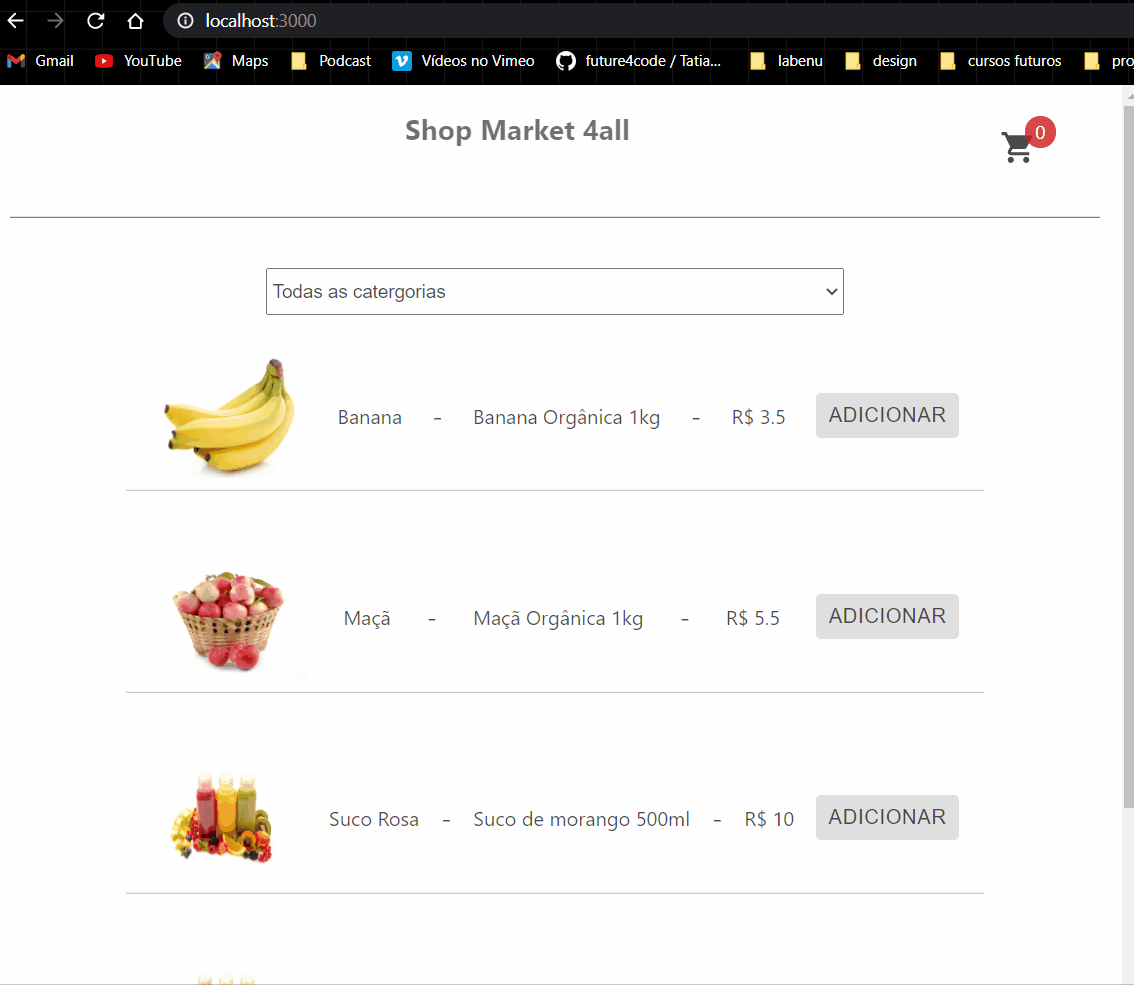 localhost:3000
Gmail YouTube Maps Podcast Vídeos no Vimeo future4code / Tatia... labenu design cursos futuros pro
Shop Market 4all
0
Todas as catergorias
Banana - Banana Orgânica 1kg - R$ 3.5 ADICIONAR
Maçã - Maçã Orgânica 1kg - R$ 5.5 ADICIONAR
Suco Rosa - Suco de morango 500ml - R$ 10 ADICIONAR